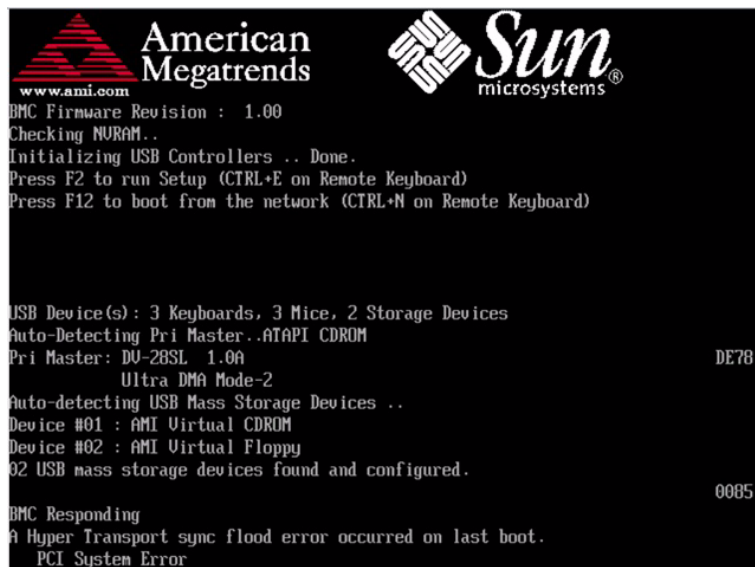 American
Megatrends
www.ami.com
Sun®
microsystems
BMC Firmware Revision :  1.00
Checking NVRAM..
Initializing USB Controllers .. Done.
Press F2 to run Setup (CTRL+E on Remote Keyboard)
Press F12 to boot from the network (CTRL+N on Remote Keyboard)
USB Device(s): 3 Keyboards, 3 Mice, 2 Storage Devices
Auto-Detecting Pri Master..ATAPI CDROM
Pri Master: DV-28SL  1.0A DE78
Ultra DMA Mode-2
Auto-detecting USB Mass Storage Devices ..
Device #01 : AMI Virtual CDROM
Device #02 : AMI Virtual Floppy
02 USB mass storage devices found and configured.
0085
BMC Responding
A Hyper Transport sync flood error occurred on last boot.
PCI System Error